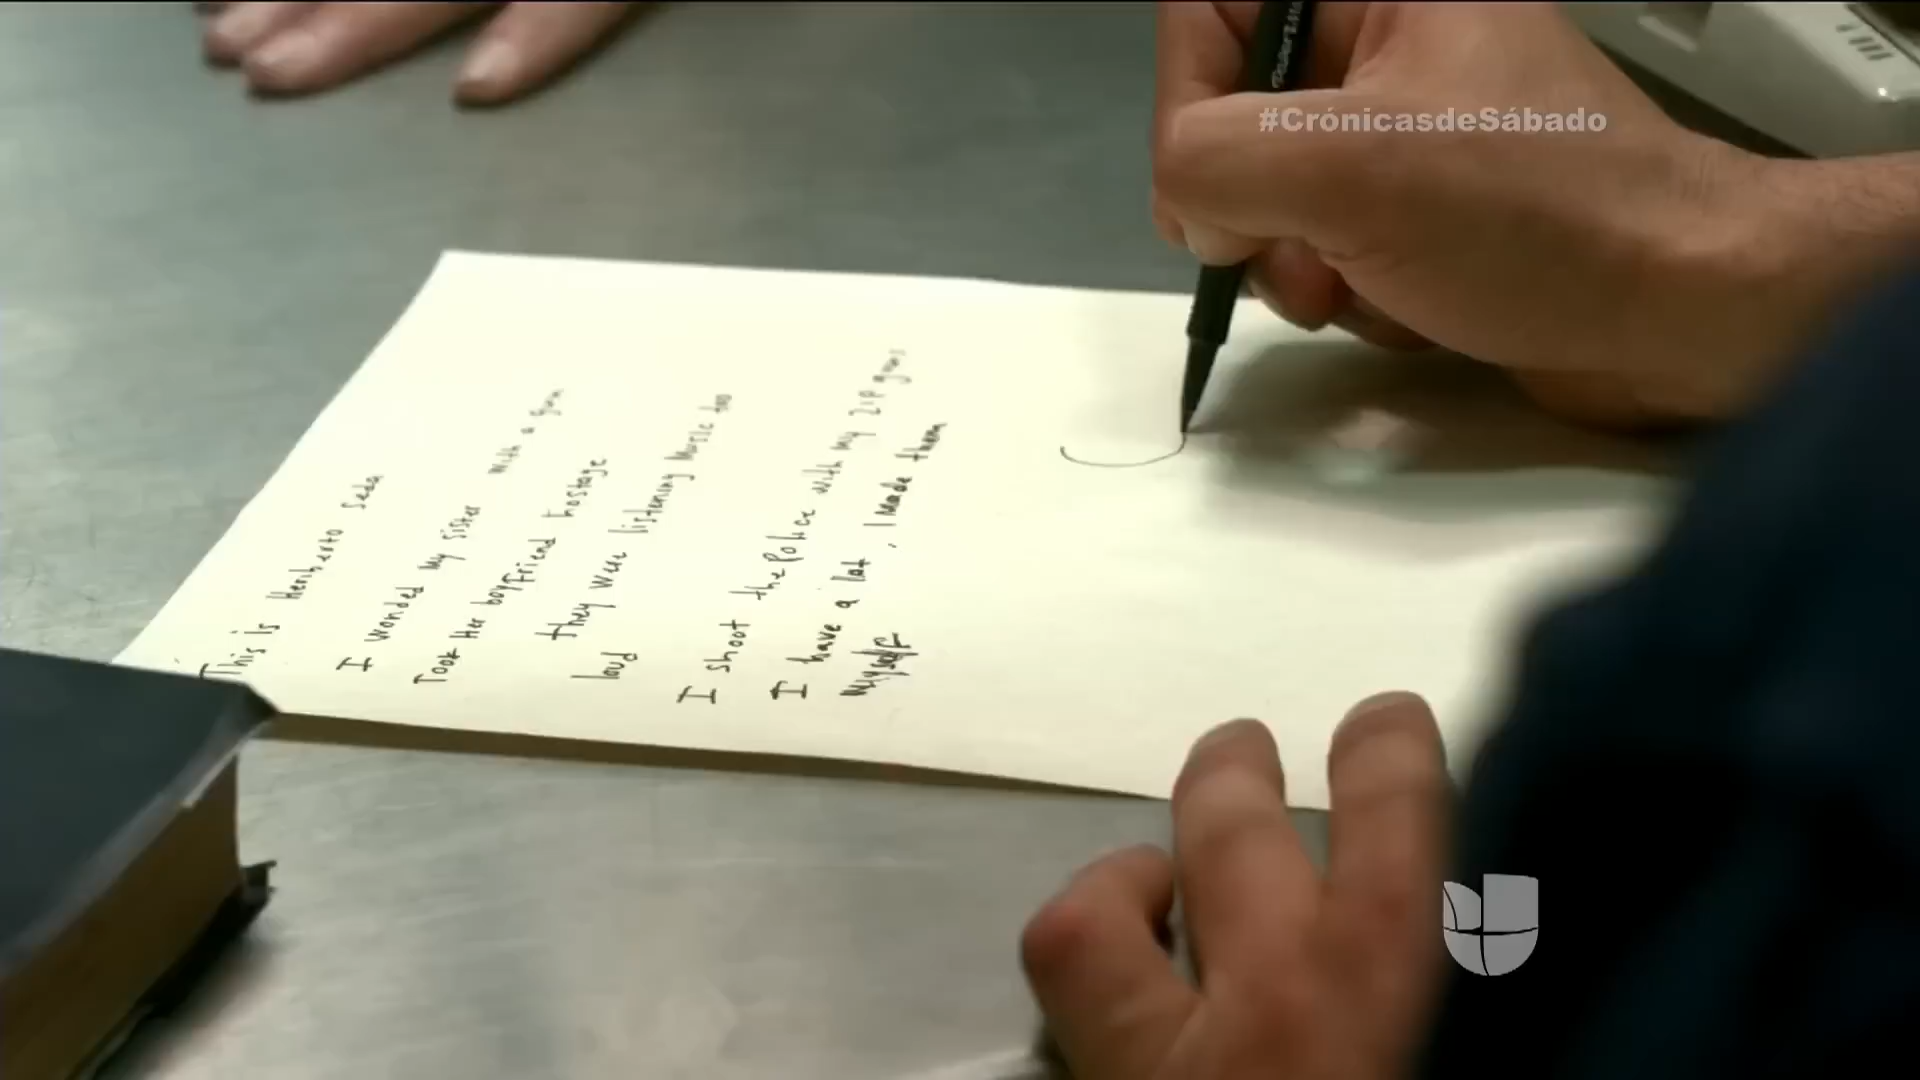 #CrónicasdeSábado
This is Heriberto Seda
I wonded my sister with a gun
Took Her boyfriend hostage
they were listening Music too
loud
I shoot the Police with my zip guns
I have a lot, I made them
myself